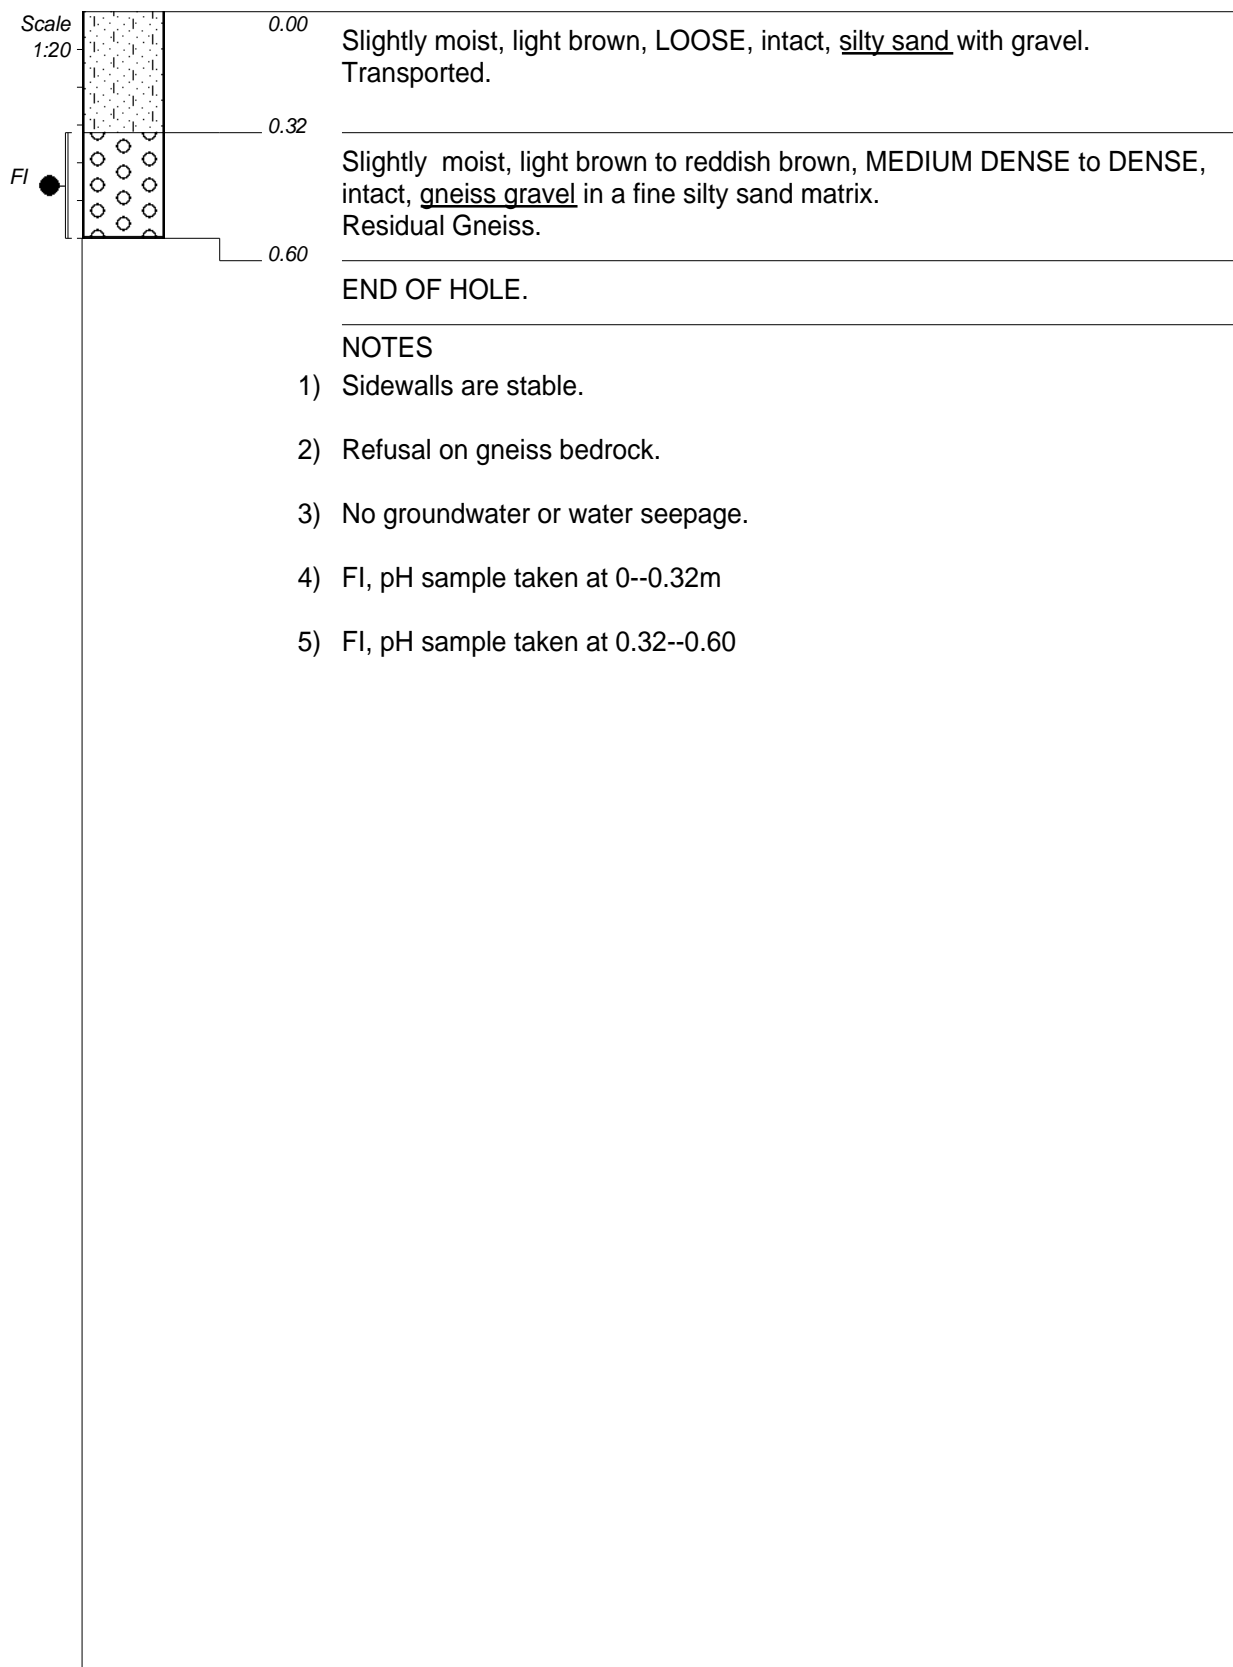 Scale
1:20
0.00
Slightly moist, light brown, LOOSE, intact, silty sand with gravel.
Transported.
0.32
Slightly  moist, light brown to reddish brown, MEDIUM DENSE to DENSE,
FI
intact, gneiss gravel in a fine silty sand matrix.
Residual Gneiss.
0.60
END OF HOLE.
NOTES
1) Sidewalls are stable.
2) Refusal on gneiss bedrock.
3) No groundwater or water seepage.
4) FI, pH sample taken at 0--0.32m
5) FI, pH sample taken at 0.32--0.60